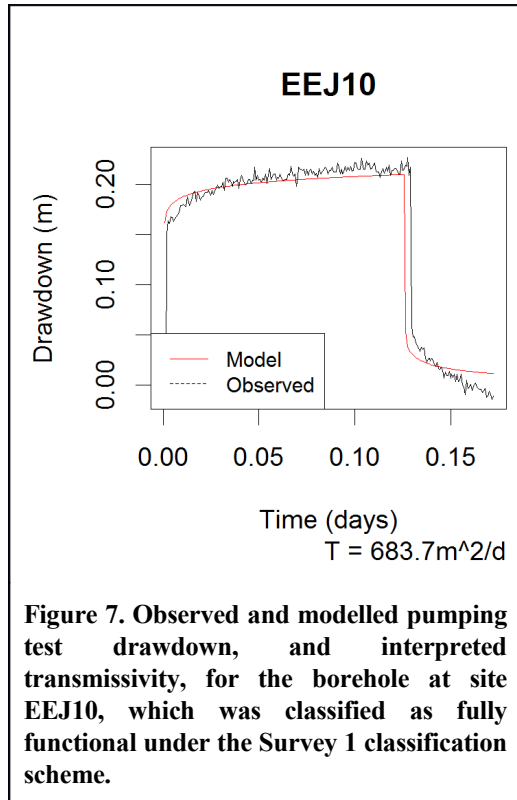 EEJ10
Drawdown (m)
0.20
0.10
0.00
Model
Observed
0.00 0.05 0.10 0.15
Time (days)
T = 683.7m^2/d
Figure 7. Observed and modelled pumping
test drawdown, and interpreted
transmissivity, for the borehole at site
EEJ10, which was classified as fully
functional under the Survey 1 classification
scheme.